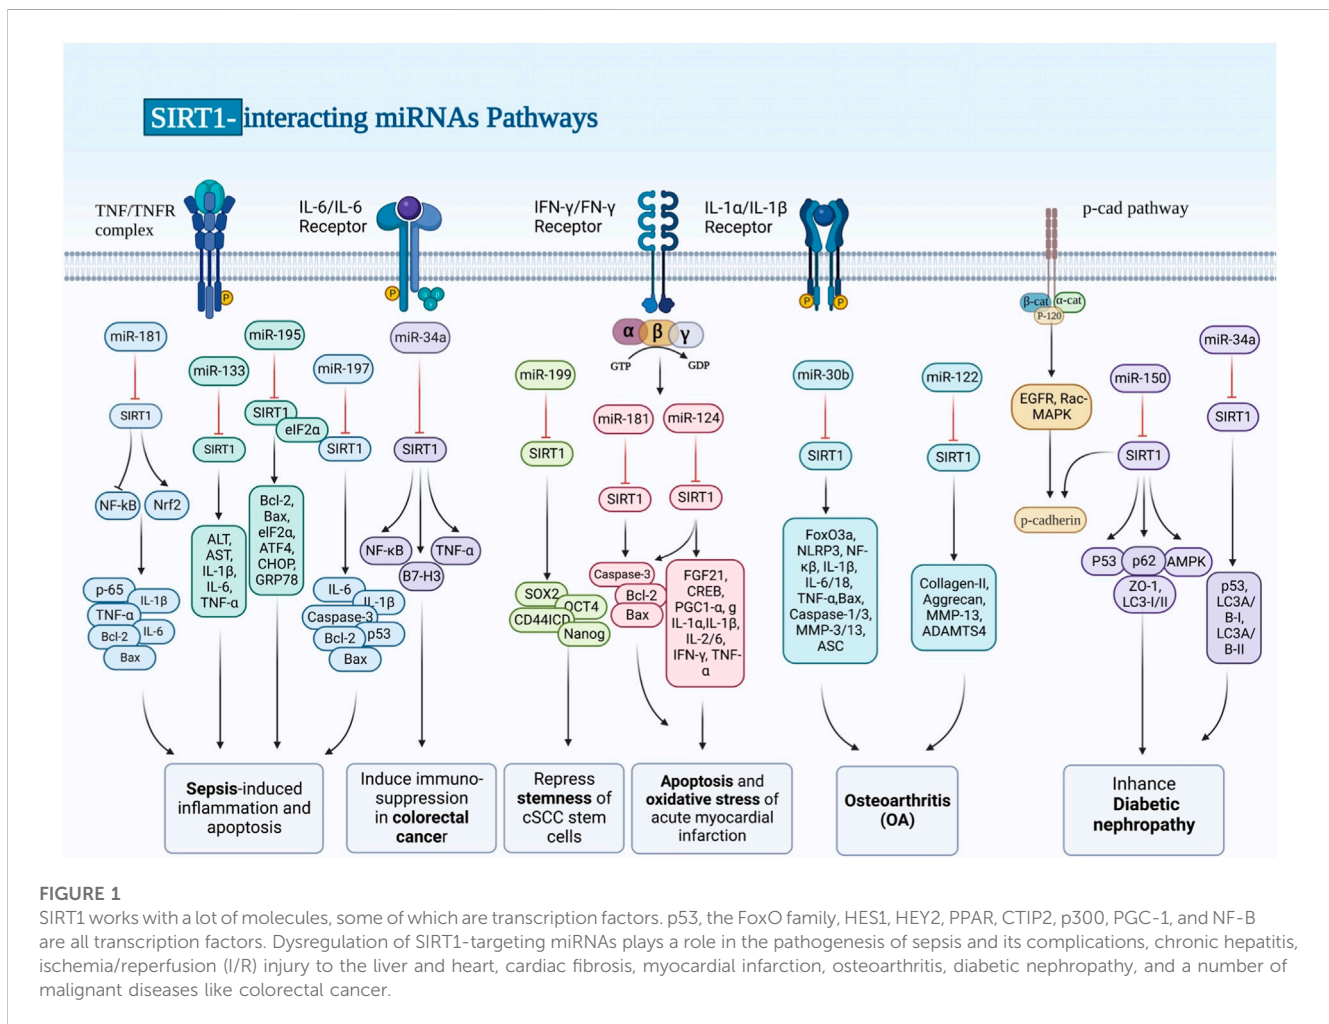 SIRT1-interacting miRNAs Pathways
TNF/TNFR
complex
IL-6/IL-6
Receptor
IFN-γ/FN-γ
Receptor
IL-1α/IL-1β
Receptor
p-cad pathway
P
P
P
P
β-cat
α-cat
P-120
miR-181
SIRT1
NF-kB
Nrf2
p-65
IL-1β
TNF-α
IL-6
Bcl-2
Bax
miR-133
SIRT1
ALT,
AST,
IL-1β,
IL-6,
TNF-α
miR-195
SIRT1
eIF2α
Bcl-2,
Bax,
eIF2α,
ATF4,
CHOP,
GRP78
miR-197
SIRT1
IL-6
IL-1β
Caspase-3
p53
Bcl-2
Bax
Sepsis-induced
inflammation and
apoptosis
miR-34a
SIRT1
NF-κB
TNF-α
B7-H3
Induce immuno-
suppression
in colorectal
cancer
miR-199
SIRT1
SOX2
OCT4
CD44ICD
Nanog
Repress
stemness of
cSCC stem
cells
α
β
γ
GTP
GDP
miR-181
SIRT1
Caspase-3
Bcl-2
Bax
miR-124
SIRT1
FGF21,
CREB,
PGC1-α, g
IL-1α,IL-1β,
IL-2/6,
IFN-γ, TNF-
α
Apoptosis and
oxidative stress of
acute myocardial
infarction
miR-30b
SIRT1
FoxO3a,
NLRP3, NF-
κβ, IL-1β,
IL-6/18,
TNF-α,Bax,
Caspase-1/3,
MMP-3/13,
ASC
miR-122
SIRT1
Collagen-II,
Aggrecan,
MMP-13,
ADAMTS4
Osteoarthritis
(OA)
EGFR, Rac-
MAPK
p-cadherin
miR-150
SIRT1
P53
p62
AMPK
ZO-1,
LC3-I/II
miR-34a
SIRT1
p53,
LC3A/
B-I,
LC3A/
B-II
Inhance
Diabetic
nephropathy
FIGURE 1
SIRT1 works with a lot of molecules, some of which are transcription factors. p53, the FoxO family, HES1, HEY2, PPAR, CTIP2, p300, PGC-1, and NF-B
are all transcription factors. Dysregulation of SIRT1-targeting miRNAs plays a role in the pathogenesis of sepsis and its complications, chronic hepatitis,
ischemia/reperfusion (I/R) injury to the liver and heart, cardiac fibrosis, myocardial infarction, osteoarthritis, diabetic nephropathy, and a number of
malignant diseases like colorectal cancer.